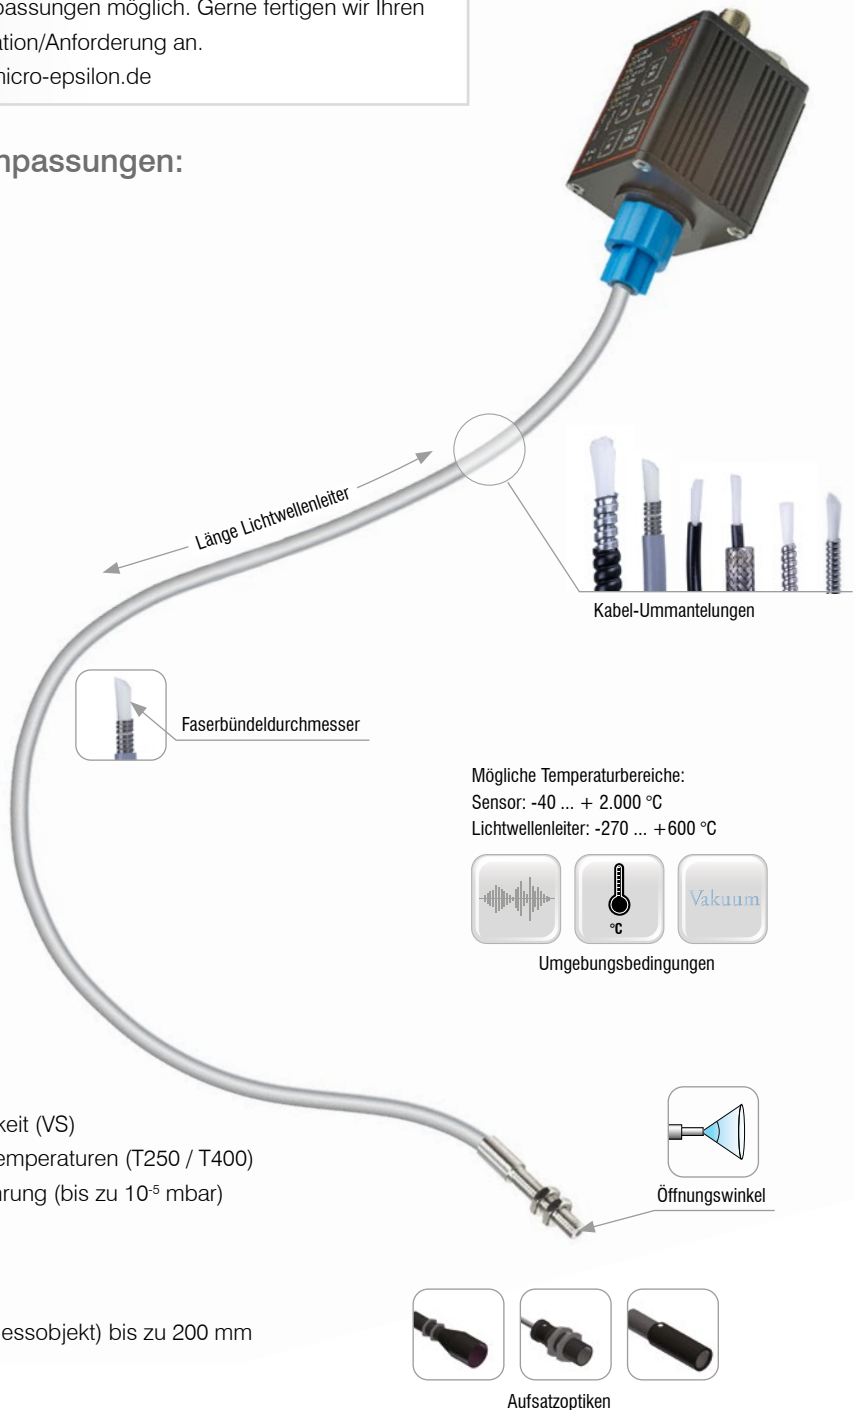 passungen möglich. Gerne fertigen wir Ihren
ation/Anforderung an.
micro-epsilon.de
npassungen:
Länge Lichtwellenleiter
Kabel-Ummantelungen
Faserbündeldurchmesser
Mögliche Temperaturbereiche:
Sensor: -40 ... + 2.000 °C
Lichtwellenleiter: -270 ... +600 °C
°C
Vakuum
Umgebungsbedingungen
keit (VS)
emperaturen (T250 / T400)
hrung (bis zu 10⁻⁵ mbar)
Öffnungswinkel
essobjekt) bis zu 200 mm
Aufsatzoptiken